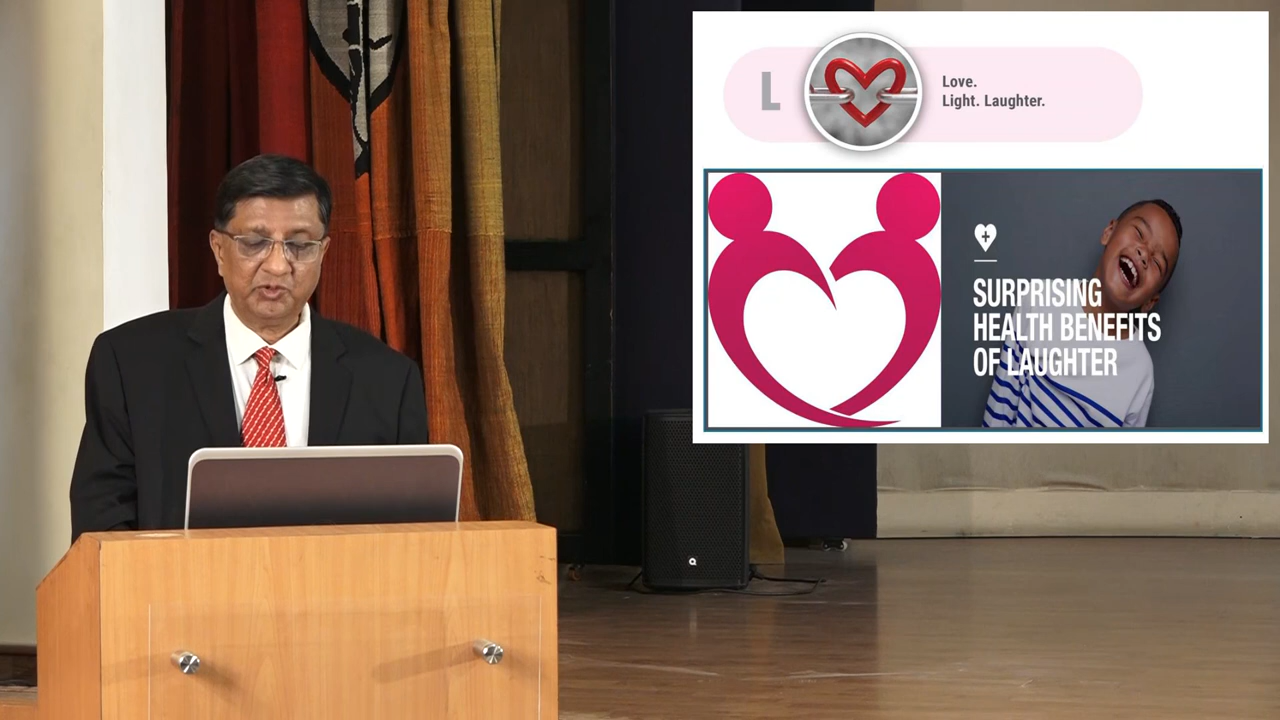 L
Love.
Light. Laughter.
SURPRISING
HEALTH BENEFITS
OF LAUGHTER